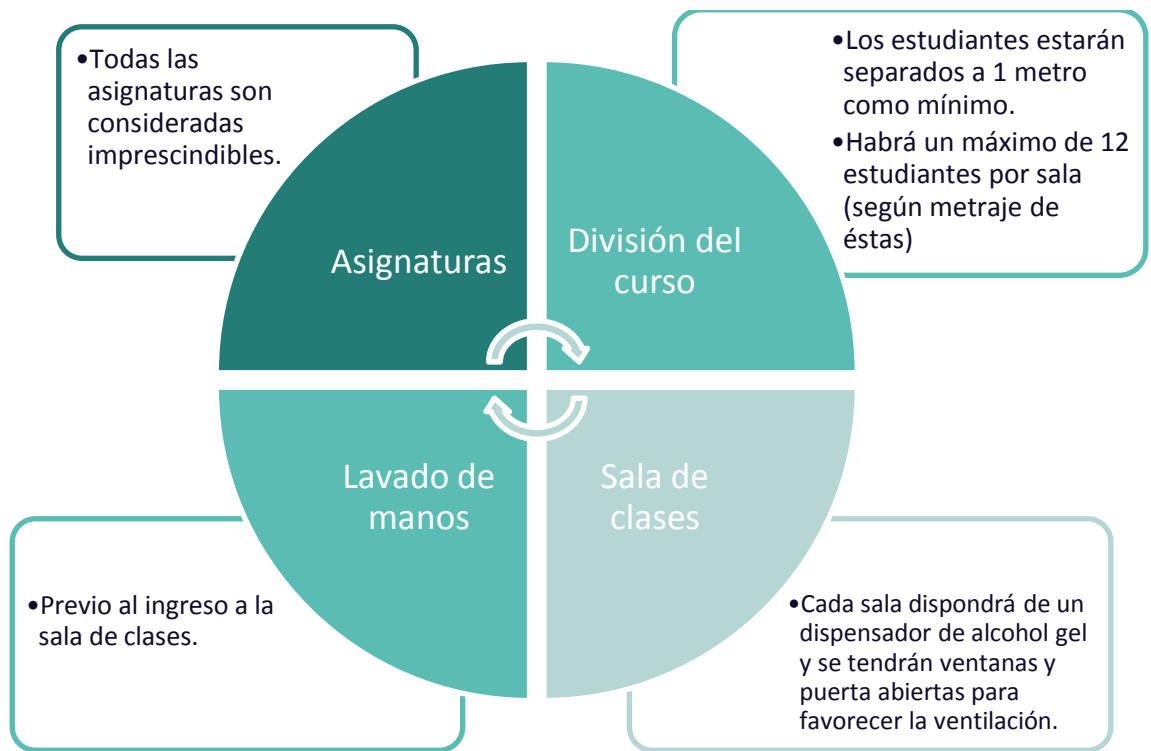 •Todas las
asignaturas son
consideradas
imprescindibles.
•Los estudiantes estarán
separados a 1 metro
como mínimo.
•Habrá un máximo de 12
estudiantes por sala
(según metraje de
éstas)
Asignaturas
División del
curso
Lavado de
manos
Sala de
clases
•Previo al ingreso a la
sala de clases.
•Cada sala dispondrá de un
dispensador de alcohol gel
y se tendrán ventanas y
puerta abiertas para
favorecer la ventilación.